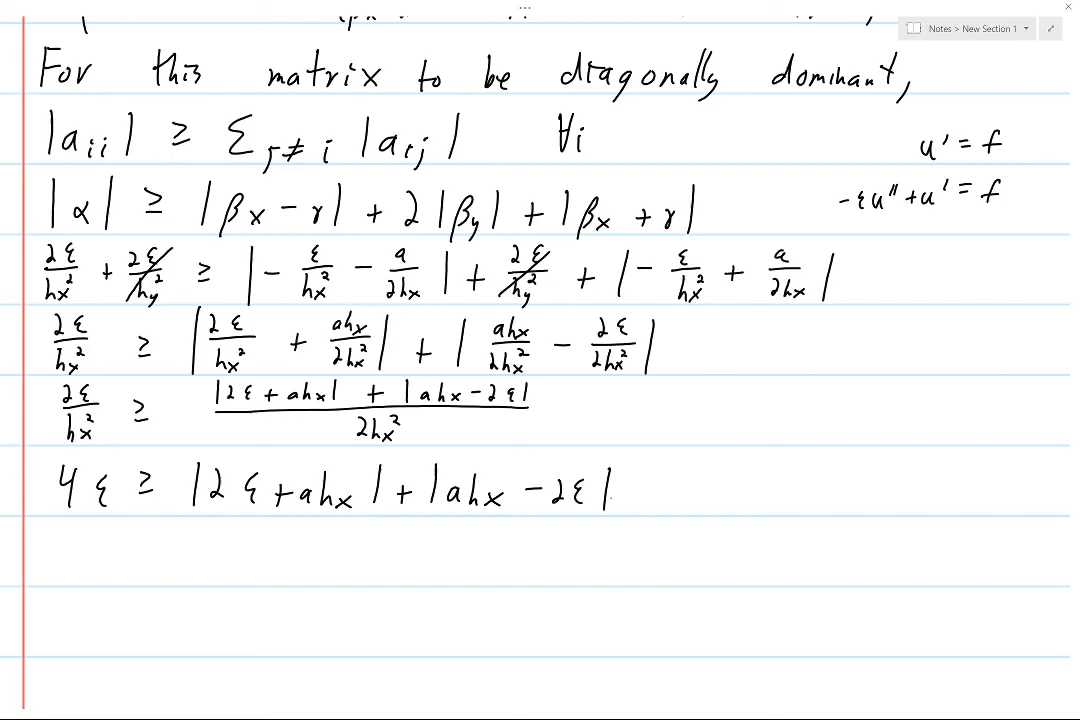 Notes > New Section 1
For this matrix to be diagonally dominant,
|a_ii| ≥ Σ_{j≠i} |a_ij| ∀i
u' = f
-εu'' + u' = f
|α| ≥ |β_x - γ| + 2|β_y| + |β_x + γ|
2ε/h_x² + 2ε/h_y² ≥ |- ε/h_x² - a/2h_x| + 2ε/h_y² + |- ε/h_x² + a/2h_x|
2ε/h_x² ≥ |2ε/h_x² + ah_x/2h_x²| + |ah_x/2h_x² - 2ε/2h_x²|
2ε/h_x² ≥ (|2ε + ah_x| + |ah_x - 2ε|)/2h_x²
4ε ≥ |2ε + ah_x| + |ah_x - 2ε|